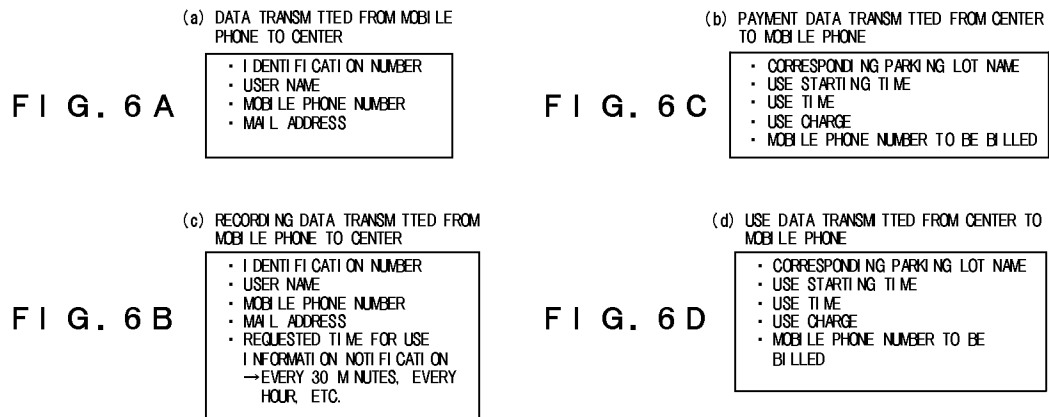 (a) DATA TRANSMITTED FROM MOBILE
PHONE TO CENTER
FIG. 6A
· IDENTIFICATION NUMBER
· USER NAME
· MOBILE PHONE NUMBER
· MAIL ADDRESS
(b) PAYMENT DATA TRANSMITTED FROM CENTER
TO MOBILE PHONE
FIG. 6C
· CORRESPONDING PARKING LOT NAME
· USE STARTING TIME
· USE TIME
· USE CHARGE
· MOBILE PHONE NUMBER TO BE BILLED
(c) RECORDING DATA TRANSMITTED FROM
MOBILE PHONE TO CENTER
FIG. 6B
· IDENTIFICATION NUMBER
· USER NAME
· MOBILE PHONE NUMBER
· MAIL ADDRESS
· REQUESTED TIME FOR USE
INFORMATION NOTIFICATION
→EVERY 30 MINUTES, EVERY
HOUR, ETC.
(d) USE DATA TRANSMITTED FROM CENTER TO
MOBILE PHONE
FIG. 6D
· CORRESPONDING PARKING LOT NAME
· USE STARTING TIME
· USE TIME
· USE CHARGE
· MOBILE PHONE NUMBER TO BE
BILLED